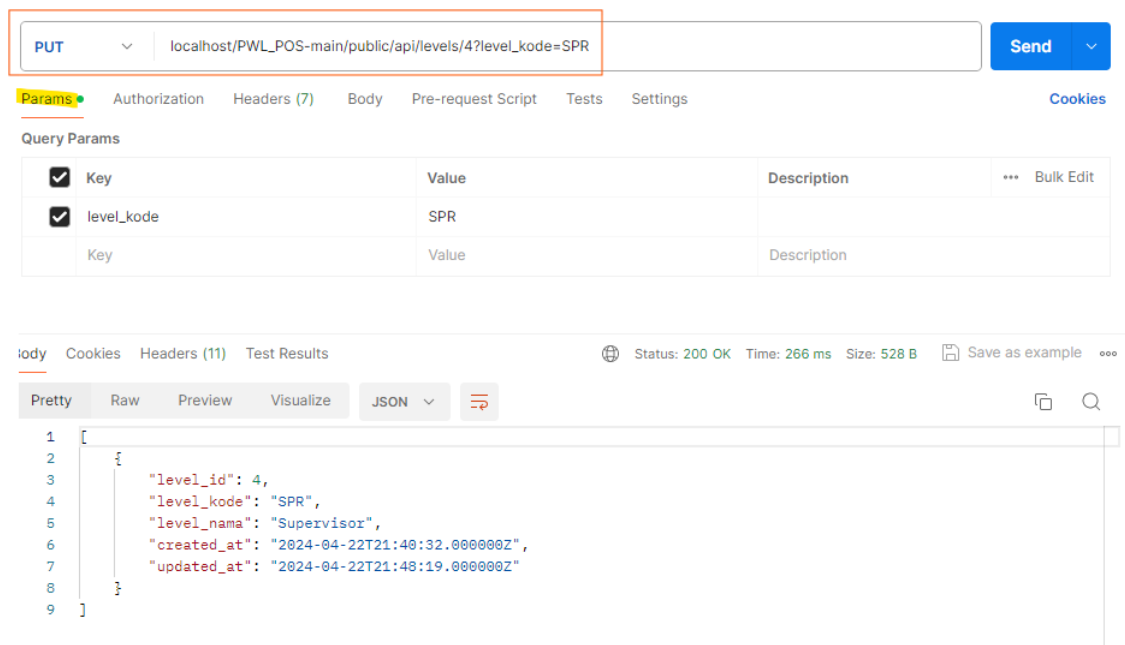 PUT localhost/PWL_POS-main/public/api/levels/4?level_kode=SPR Send
Params Authorization Headers (7) Body Pre-request Script Tests Settings Cookies
Query Params
Key Value Description Bulk Edit
level_kode SPR
Key Value Description
Body Cookies Headers (11) Test Results Status: 200 OK Time: 266 ms Size: 528 B Save as example
Pretty Raw Preview Visualize JSON
1 [
2 {
3 "level_id": 4,
4 "level_kode": "SPR",
5 "level_nama": "Supervisor",
6 "created_at": "2024-04-22T21:40:32.000000Z",
7 "updated_at": "2024-04-22T21:48:19.000000Z"
8 }
9 ]